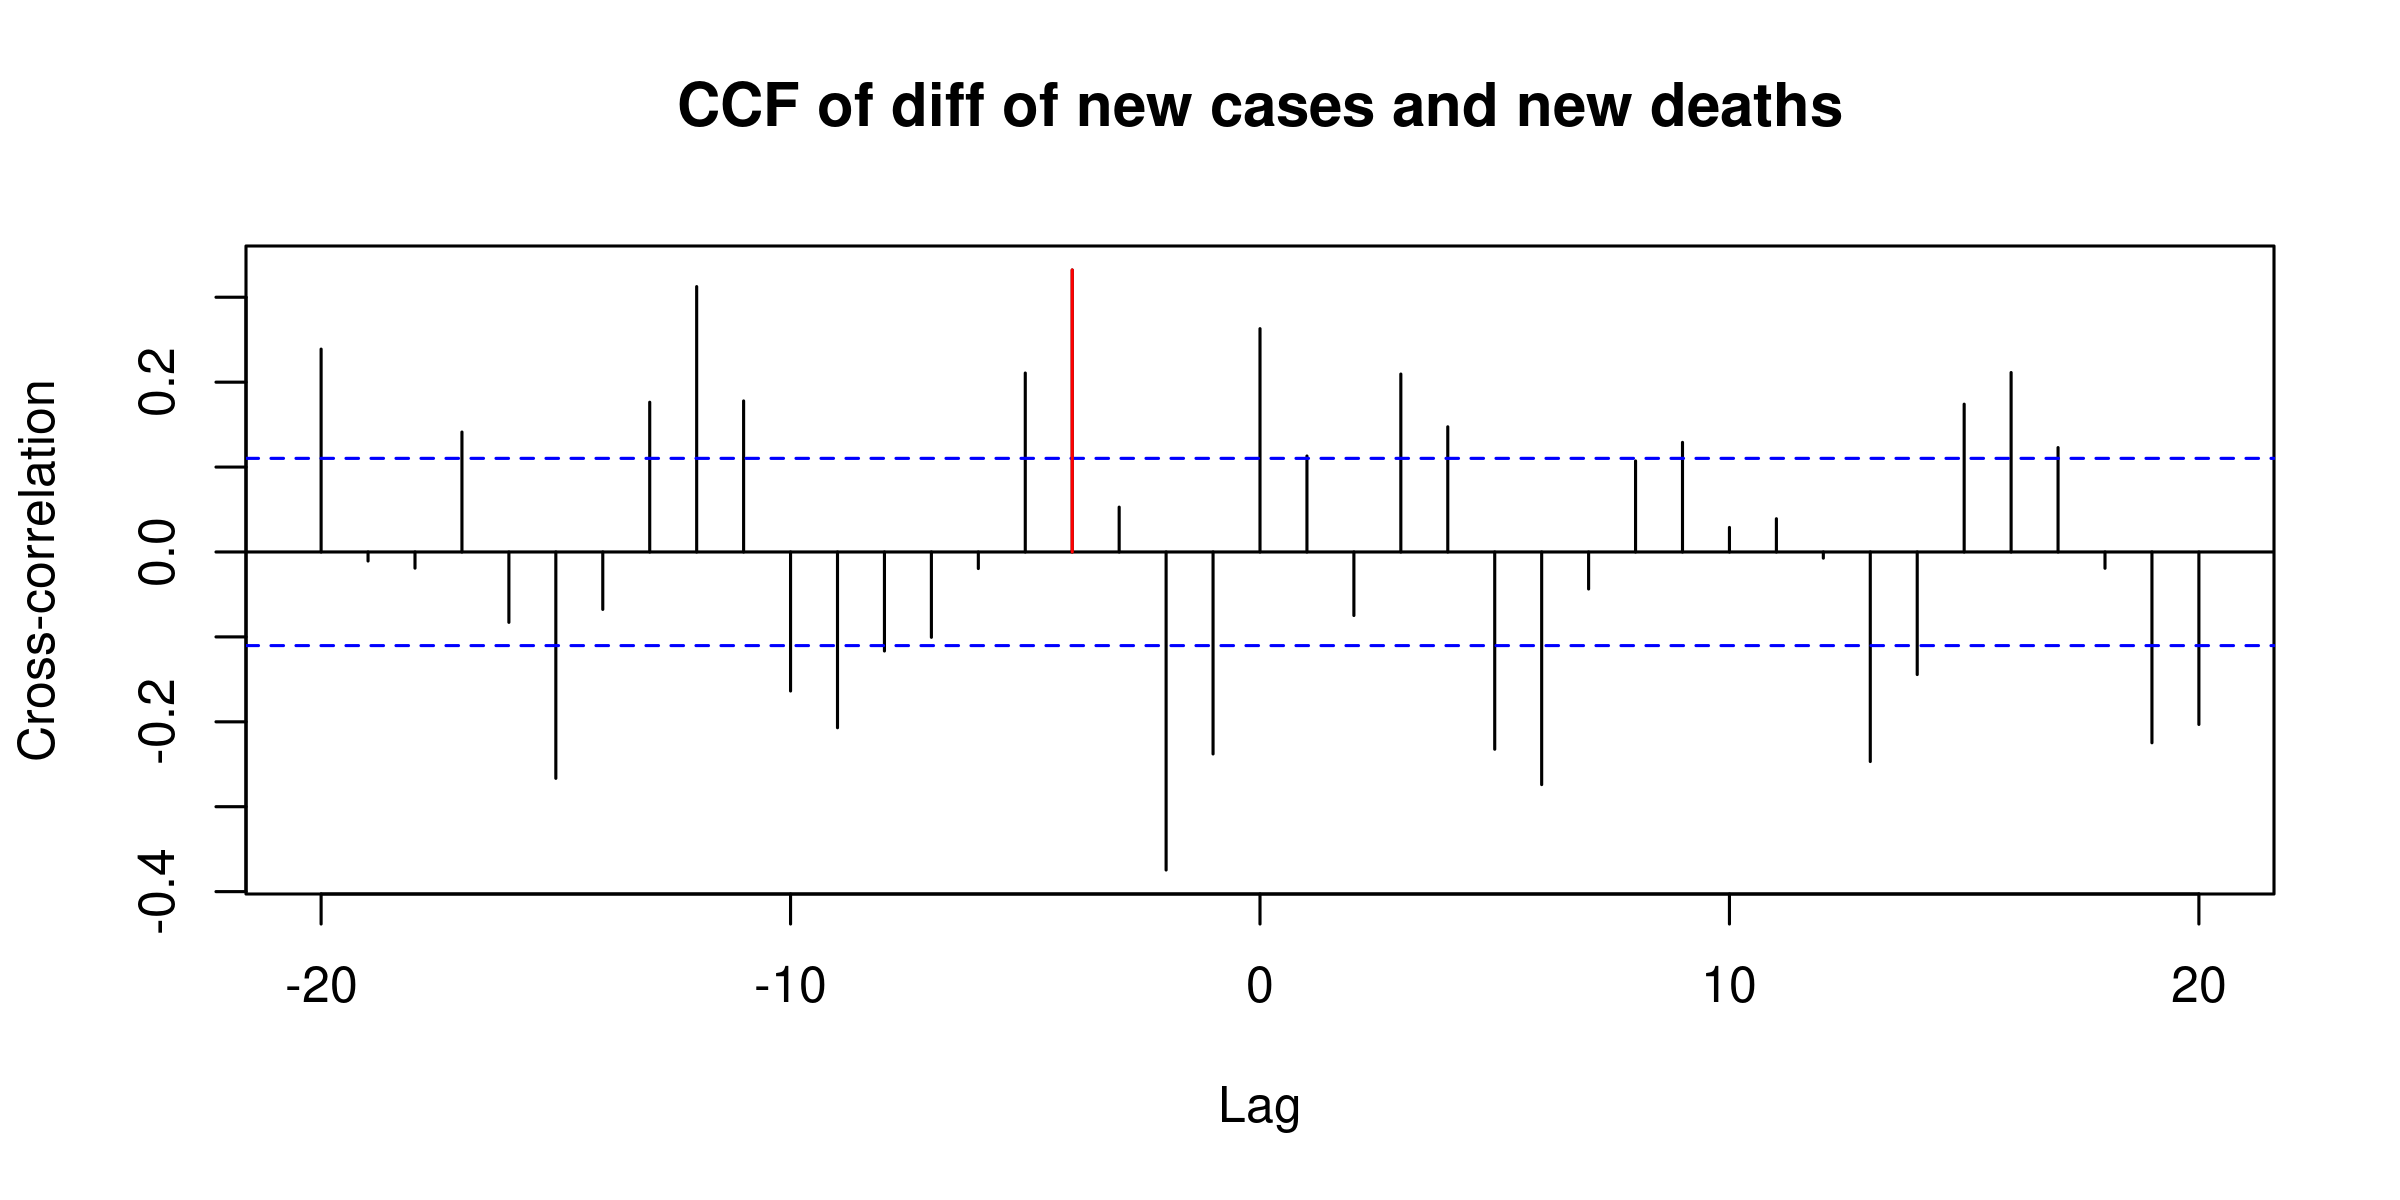 CCF of diff of new cases and new deaths
Cross-correlation
0.2
0.0
-0.2
-0.4
-20 -10 0 10 20
Lag